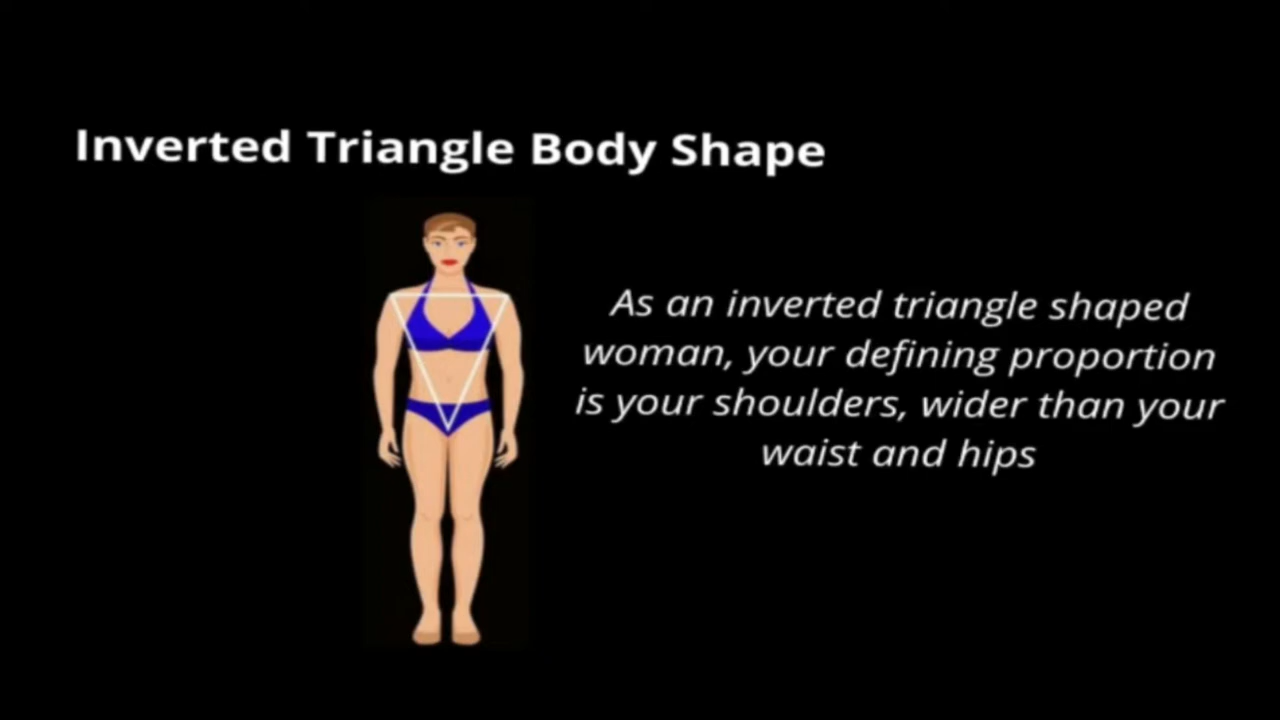 Inverted Triangle Body Shape
As an inverted triangle shaped
woman, your defining proportion
is your shoulders, wider than your
waist and hips